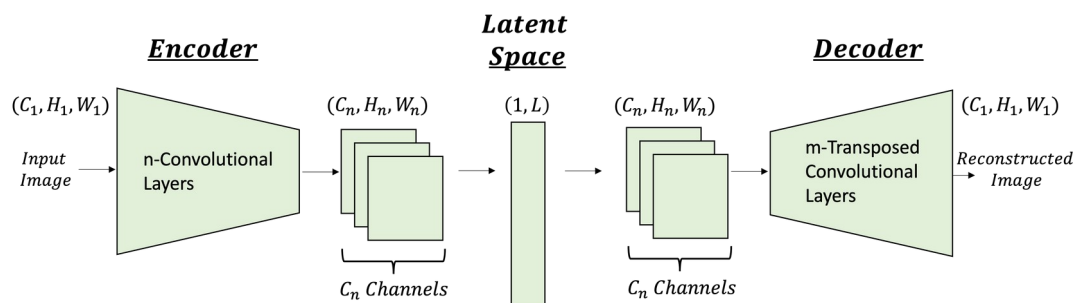 Encoder
Latent
Space
Decoder
(C₁, H₁, W₁)
(Cₙ, Hₙ, Wₙ)
(1, L)
(Cₙ, Hₙ, Wₙ)
(C₁, H₁, W₁)
Input
Image
n-Convolutional
Layers
m-Transposed
Convolutional
Layers
Reconstructed
Image
Cₙ Channels
Cₙ Channels